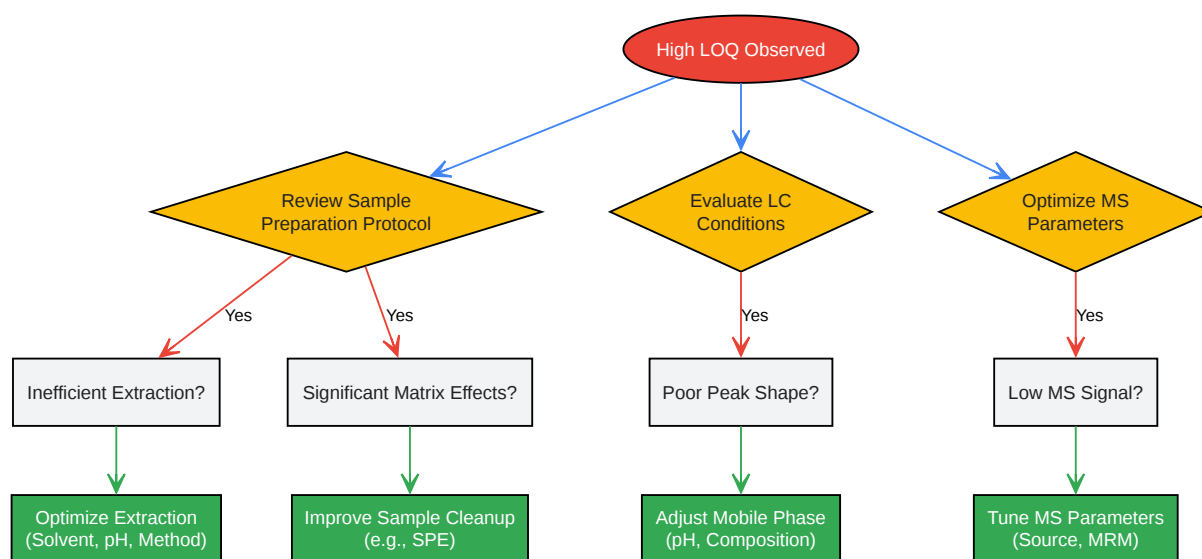 High LOQ Observed
Review Sample
Preparation Protocol
Evaluate LC
Conditions
Optimize MS
Parameters
Yes
Yes
Yes
Yes
Inefficient Extraction?
Significant Matrix Effects?
Poor Peak Shape?
Low MS Signal?
Optimize Extraction
(Solvent, pH, Method)
Improve Sample Cleanup
(e.g., SPE)
Adjust Mobile Phase
(pH, Composition)
Tune MS Parameters
(Source, MRM)